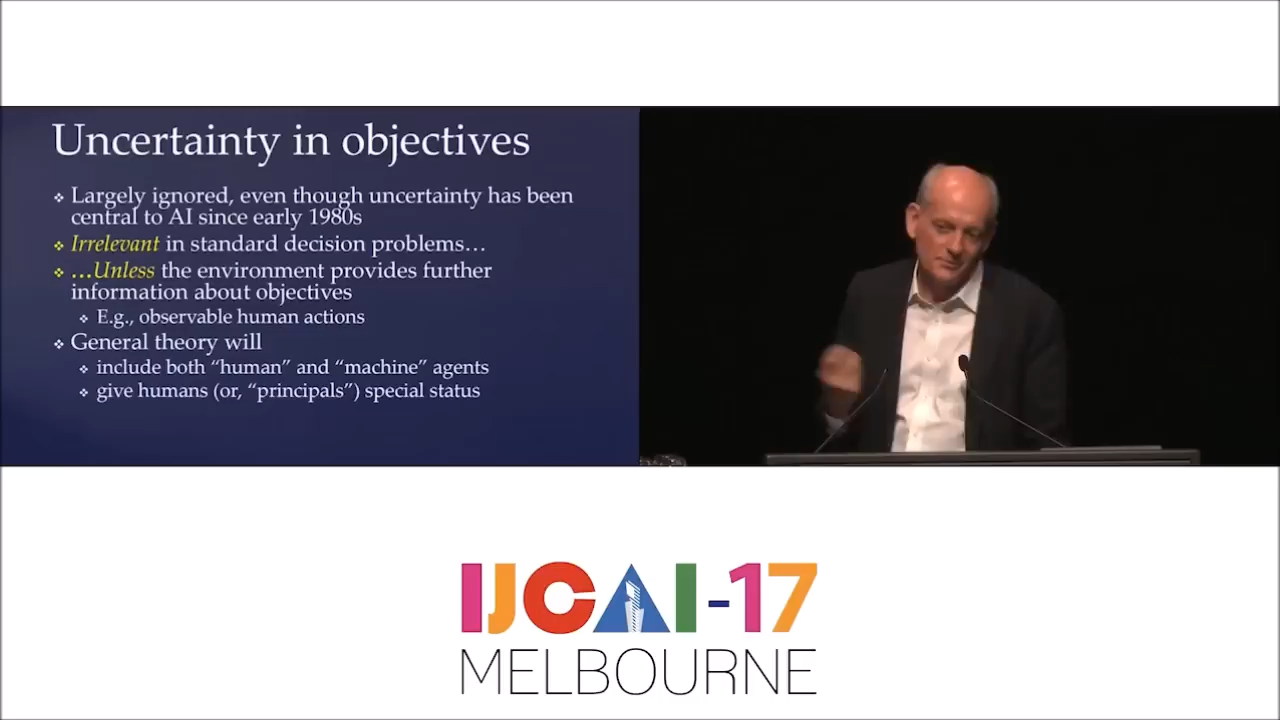 Uncertainty in objectives
❖ Largely ignored, even though uncertainty has been
central to AI since early 1980s
❖ Irrelevant in standard decision problems…
❖ …Unless the environment provides further
information about objectives
❖ E.g., observable human actions
❖ General theory will
❖ include both “human” and “machine” agents
❖ give humans (or, “principals”) special status
IJCAI-17
MELBOURNE